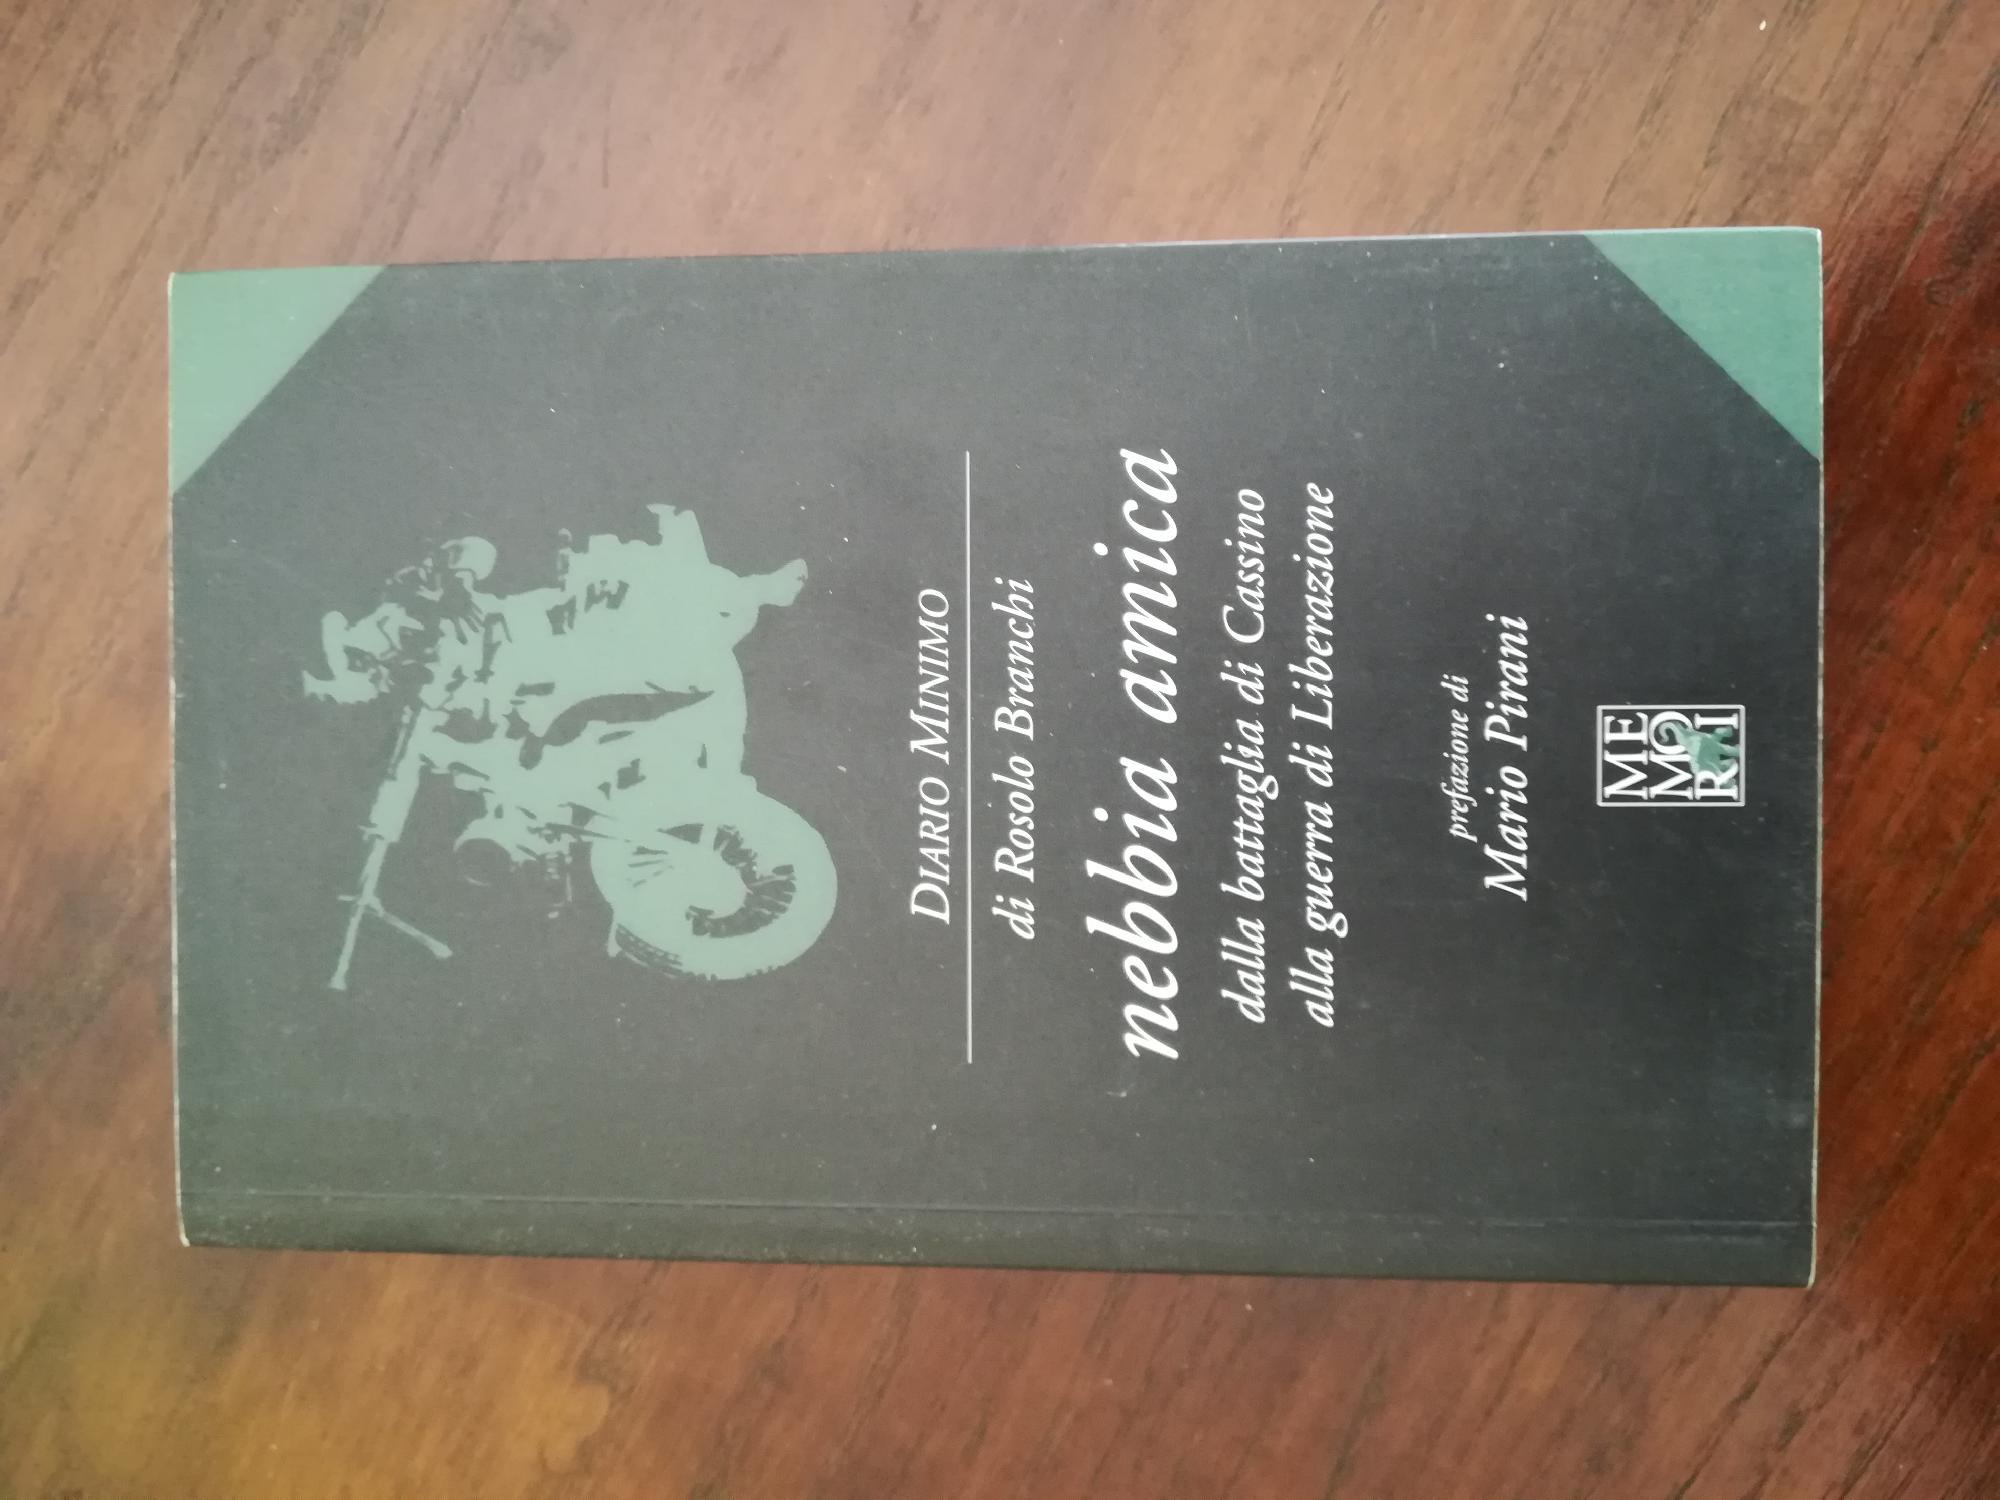 DIARIO MINIMO
di Rosolo Branchi
nebbia amica
dalla battaglia di Cassino
alla guerra di Liberazione
prefazione di
Mario Pirani
ME
MO
RI